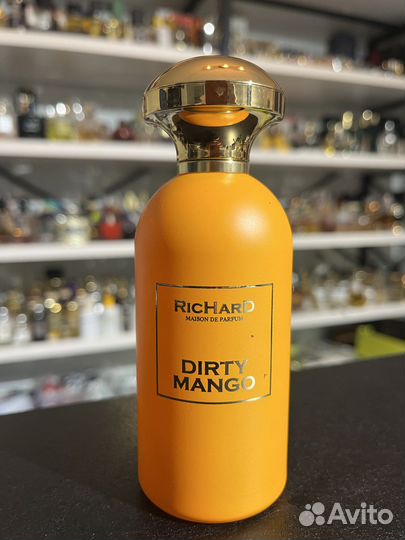 RICHARD
MAISON DE PARFUM
DIRTY
MANGO
Avito